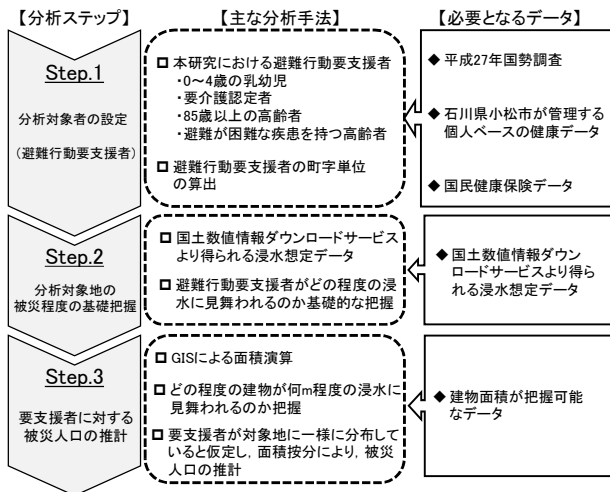 【分析ステップ】
【主な分析手法】
【必要となるデータ】
Step.1
分析対象者の設定
(避難行動要支援者)
□ 本研究における避難行動要支援者
・0～4歳の乳幼児
・要介護認定者
・85歳以上の高齢者
・避難が困難な疾患を持つ高齢者
□ 避難行動要支援者の町字単位
の算出
◆ 平成27年国勢調査
◆ 石川県小松市が管理する
個人ベースの健康データ
◆ 国民健康保険データ
Step.2
分析対象地の
被災程度の基礎把握
□ 国土数値情報ダウンロードサービス
より得られる浸水想定データ
□ 避難行動要支援者がどの程度の浸
水に見舞われるのか基礎的な把握
◆ 国土数値情報ダウン
ロードサービスより得
られる浸水想定データ
Step.3
要支援者に対する
被災人口の推計
□ GISによる面積演算
□ どの程度の建物が何m程度の浸水に
見舞われるのか把握
□ 要支援者が対象地に一様に分布して
いると仮定し, 面積按分により, 被災
人口の推計
◆ 建物面積が把握可能
なデータ